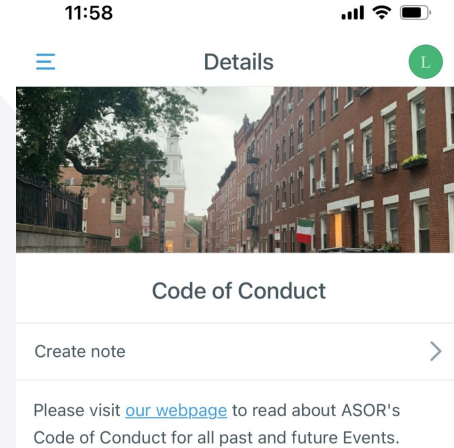 11:58
Details
L
Code of Conduct
Create note
Please visit our webpage to read about ASOR's
Code of Conduct for all past and future Events.